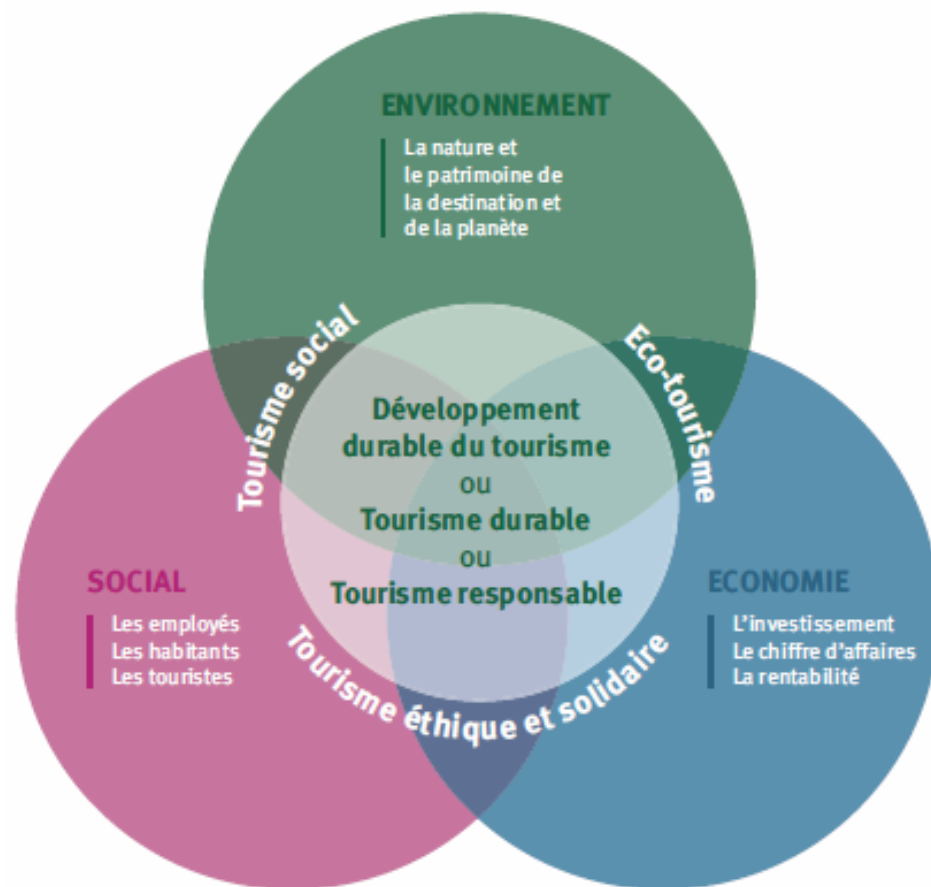 ENVIRONNEMENT
La nature et
le patrimoine de
la destination et
de la planète
Tourisme social
Eco-tourisme
Développement
durable du tourisme
ou
Tourisme durable
ou
Tourisme responsable
SOCIAL
Les employés
Les habitants
Les touristes
ECONOMIE
L'investissement
Le chiffre d'affaires
La rentabilité
Tourisme éthique et solidaire